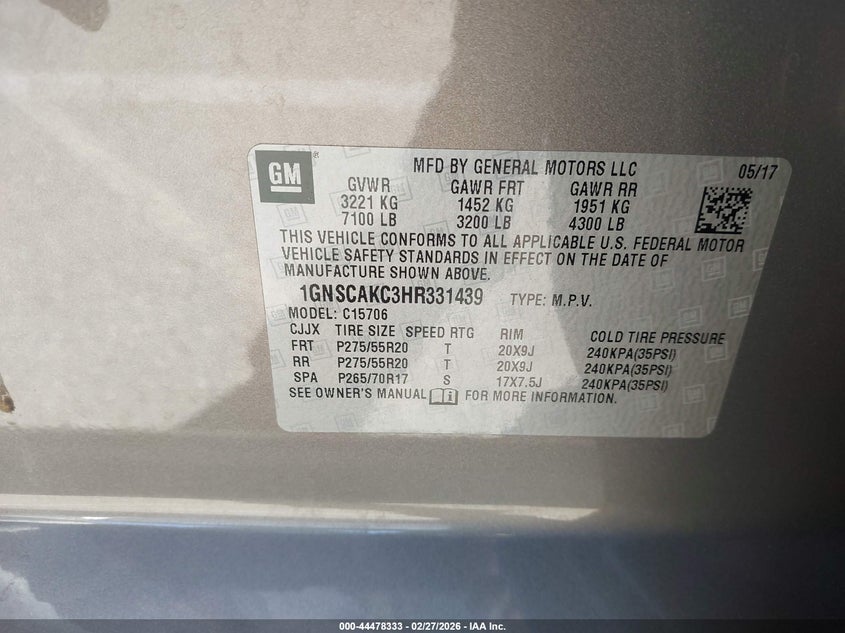 GM ®
MFD BY GENERAL MOTORS LLC 05/17
GVWR GAWR FRT GAWR RR
3221 KG 1452 KG 1951 KG
7100 LB 3200 LB 4300 LB
THIS VEHICLE CONFORMS TO ALL APPLICABLE U.S. FEDERAL MOTOR
VEHICLE SAFETY STANDARDS IN EFFECT ON THE DATE OF
MANUFACTURE SHOWN ABOVE.
1GNSCAKC3HR331439 TYPE: M.P.V.
MODEL: C15706
CJJX TIRE SIZE SPEED RTG RIM COLD TIRE PRESSURE
FRT P275/55R20 T 20X9J 240KPA(35PSI)
RR P275/55R20 T 20X9J 240KPA(35PSI)
SPA P265/70R17 S 17X7.5J 240KPA(35PSI)
SEE OWNER'S MANUAL FOR MORE INFORMATION.
000-44478333 - 02/27/2026 - IAA Inc.